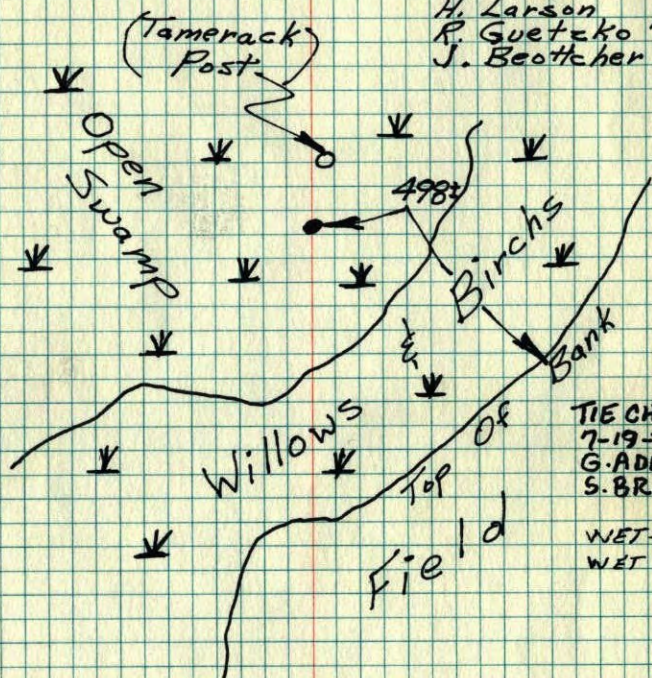 H. Larson
R. Guetzko
J. Beottcher
(Tamerack
Post)
Open
Swamp
498±
Birchs
&
Willows
Top Of Bank
Field
TIE CH
7-19-
G. AD
S. BR
WET-
WET